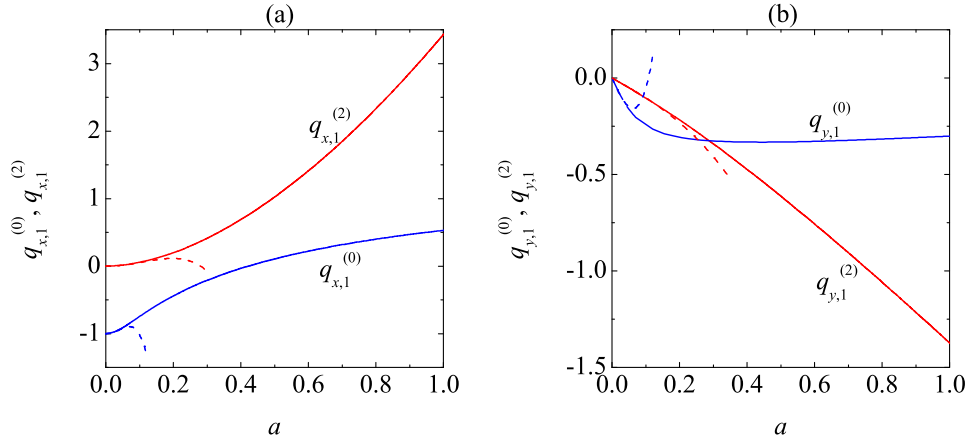 (a)
3
2
1
0
-1
0.0 0.2 0.4 0.6 0.8 1.0
a
q_{x,1}^{(0)}, q_{x,1}^{(2)}
q_{x,1}^{(2)}
q_{x,1}^{(0)}
(b)
0.0
-0.5
-1.0
-1.5
0.0 0.2 0.4 0.6 0.8 1.0
a
q_{y,1}^{(0)}, q_{y,1}^{(2)}
q_{y,1}^{(0)}
q_{y,1}^{(2)}